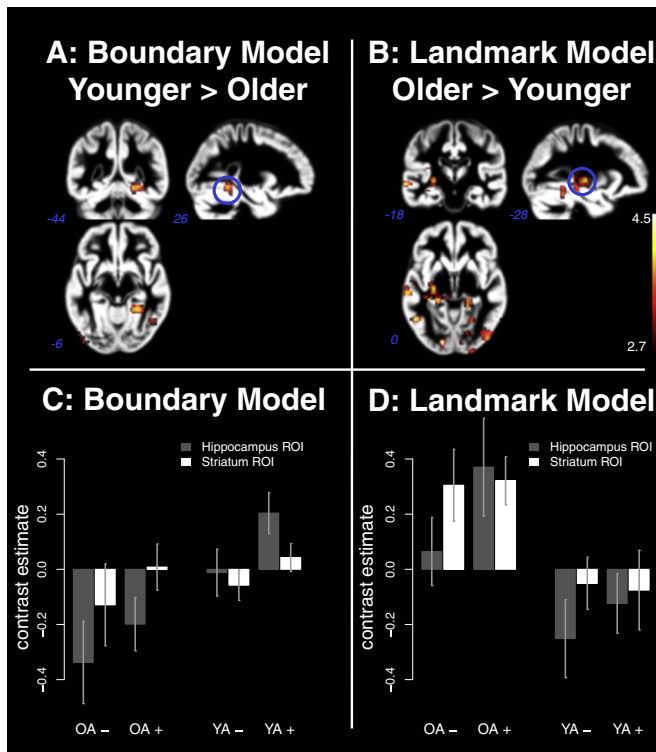 A: Boundary Model
Younger > Older
-44
26
-6
B: Landmark Model
Older > Younger
-18
-28
0
4.5
2.7
C: Boundary Model
Hippocampus ROI
Striatum ROI
contrast estimate
0.4
0.2
0.0
−0.2
−0.4
OA −
OA +
YA −
YA +
D: Landmark Model
Hippocampus ROI
Striatum ROI
contrast estimate
0.4
0.2
0.0
−0.2
−0.4
OA −
OA +
YA −
YA +